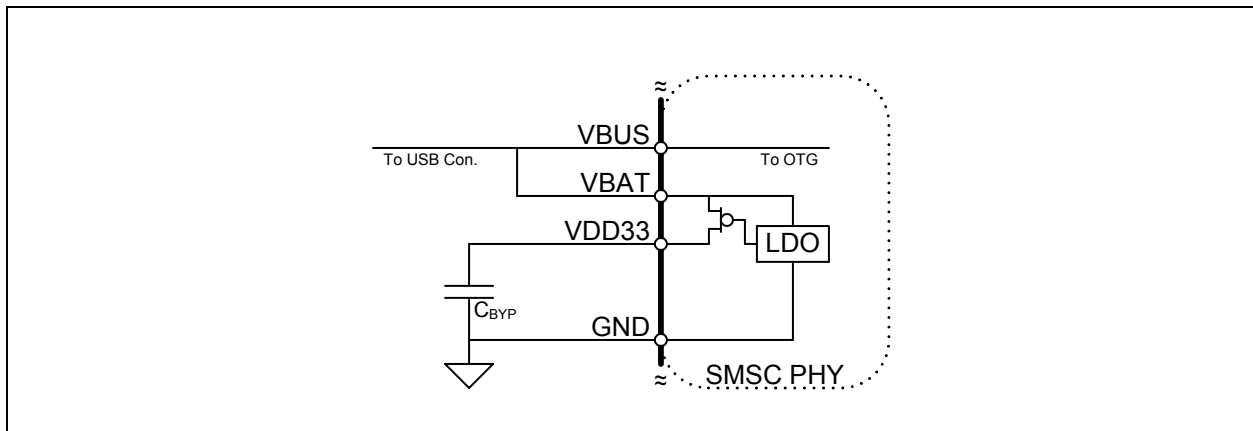 ≈
VBUS
To USB Con.
To OTG
VBAT
VDD33
LDO
CBYP
GND
SMSC PHY
≈